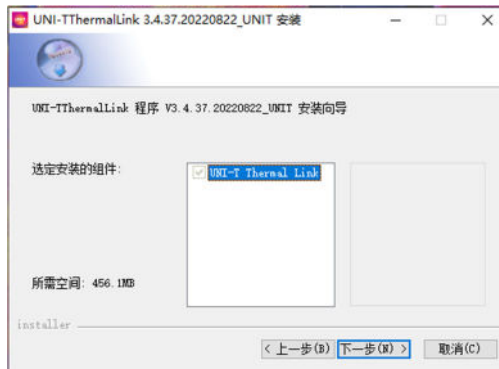 UNI-TThermalLink 3.4.37.20220822_UNIT 安装
UNI-TThermalLink 程序 V3.4.37.20220822_UNIT 安装向导
选定安装的组件:
UNI-T Thermal Link
所需空间: 456.1MB
installer
< 上一步(B) 下一步(N) > 取消(C)